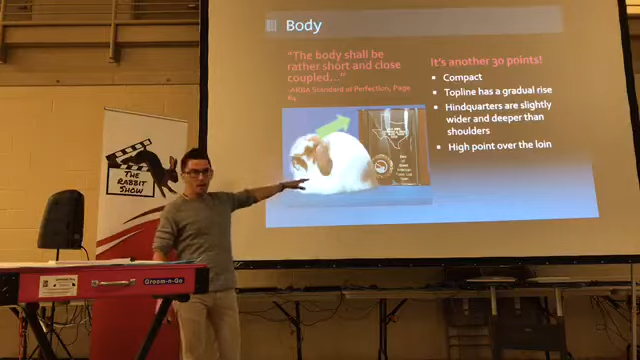 Body
"The body shall be
rather short and close
coupled..."
-ARBA Standard of Perfection, Page
It's another 30 points!
Compact
Topline has a gradual rise
Hindquarters are slightly
wider and deeper than
shoulders
High point over the loin
THE
RABBIT
SHOW
Groom-n-Go